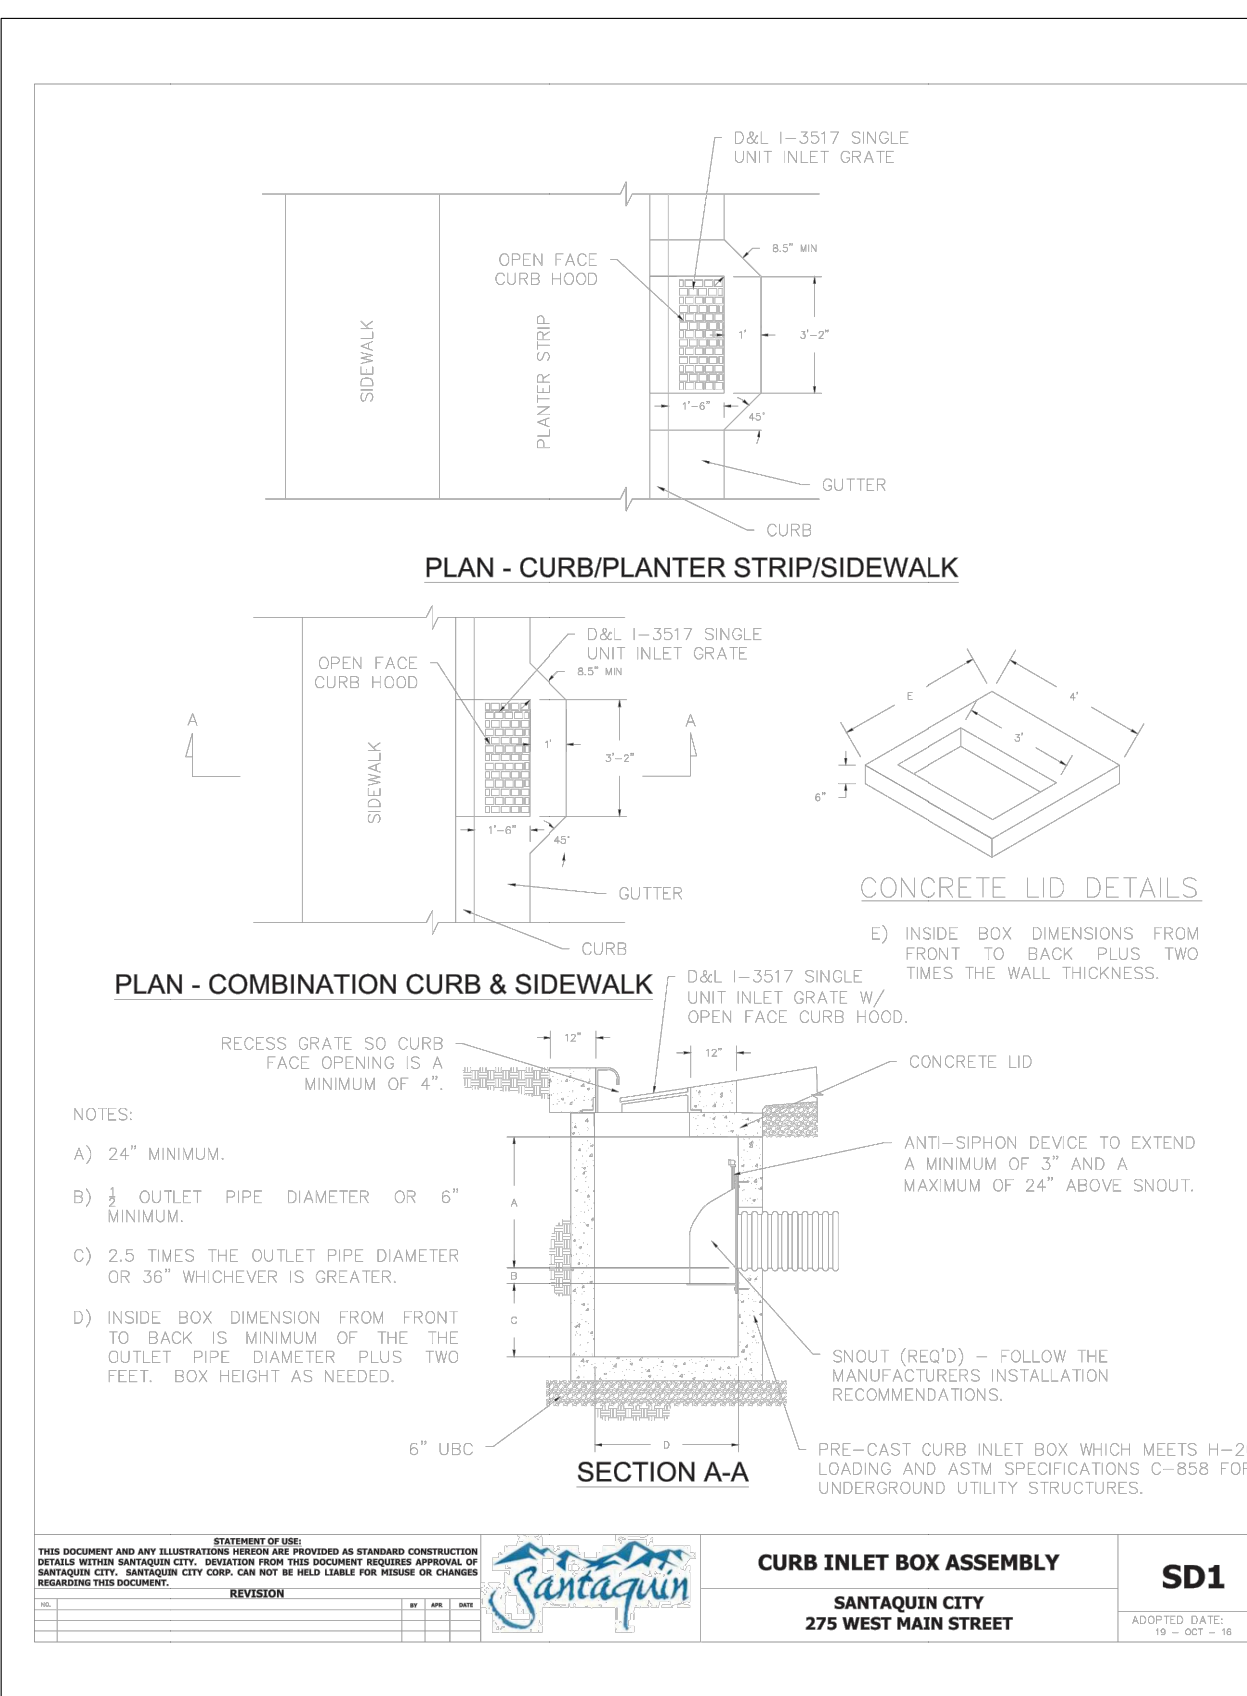 D&L I-3517 SINGLE
UNIT INLET GRATE
8.5" MIN
OPEN FACE
CURB HOOD
SIDEWALK
PLANTER STRIP
1'
3'-2"
1'-6"
45°
GUTTER
CURB
PLAN - CURB/PLANTER STRIP/SIDEWALK
D&L I-3517 SINGLE
UNIT INLET GRATE
8.5" MIN
OPEN FACE
CURB HOOD
A
A
SIDEWALK
1'
3'-2"
1'-6"
45°
GUTTER
CURB
PLAN - COMBINATION CURB & SIDEWALK
E
4'
3'
6"
CONCRETE LID DETAILS
E) INSIDE BOX DIMENSIONS FROM
FRONT TO BACK PLUS TWO
TIMES THE WALL THICKNESS.
D&L I-3517 SINGLE
UNIT INLET GRATE W/
OPEN FACE CURB HOOD.
RECESS GRATE SO CURB
FACE OPENING IS A
MINIMUM OF 4".
12"
12"
CONCRETE LID
NOTES:
A) 24" MINIMUM.
B) ½ OUTLET PIPE DIAMETER OR 6"
MINIMUM.
C) 2.5 TIMES THE OUTLET PIPE DIAMETER
OR 36" WHICHEVER IS GREATER.
D) INSIDE BOX DIMENSION FROM FRONT
TO BACK IS MINIMUM OF THE THE
OUTLET PIPE DIAMETER PLUS TWO
FEET. BOX HEIGHT AS NEEDED.
ANTI-SIPHON DEVICE TO EXTEND
A MINIMUM OF 3" AND A
MAXIMUM OF 24" ABOVE SNOUT.
A
B
C
D
SNOUT (REQ'D) - FOLLOW THE
MANUFACTURERS INSTALLATION
RECOMMENDATIONS.
6" UBC
PRE-CAST CURB INLET BOX WHICH MEETS H-2
LOADING AND ASTM SPECIFICATIONS C-858 FOR
UNDERGROUND UTILITY STRUCTURES.
SECTION A-A
STATEMENT OF USE:
THIS DOCUMENT AND ANY ILLUSTRATIONS HEREON ARE PROVIDED AS STANDARD CONSTRUCTION
DETAILS WITHIN SANTAQUIN CITY. DEVIATION FROM THIS DOCUMENT REQUIRES APPROVAL OF
SANTAQUIN CITY. SANTAQUIN CITY CORP. CAN NOT BE HELD LIABLE FOR MISUSE OR CHANGES
REGARDING THIS DOCUMENT.
REVISION
NO. BY APR. DATE
Santaquin
CURB INLET BOX ASSEMBLY
SANTAQUIN CITY
275 WEST MAIN STREET
SD1
ADOPTED DATE:
19 - OCT - 16